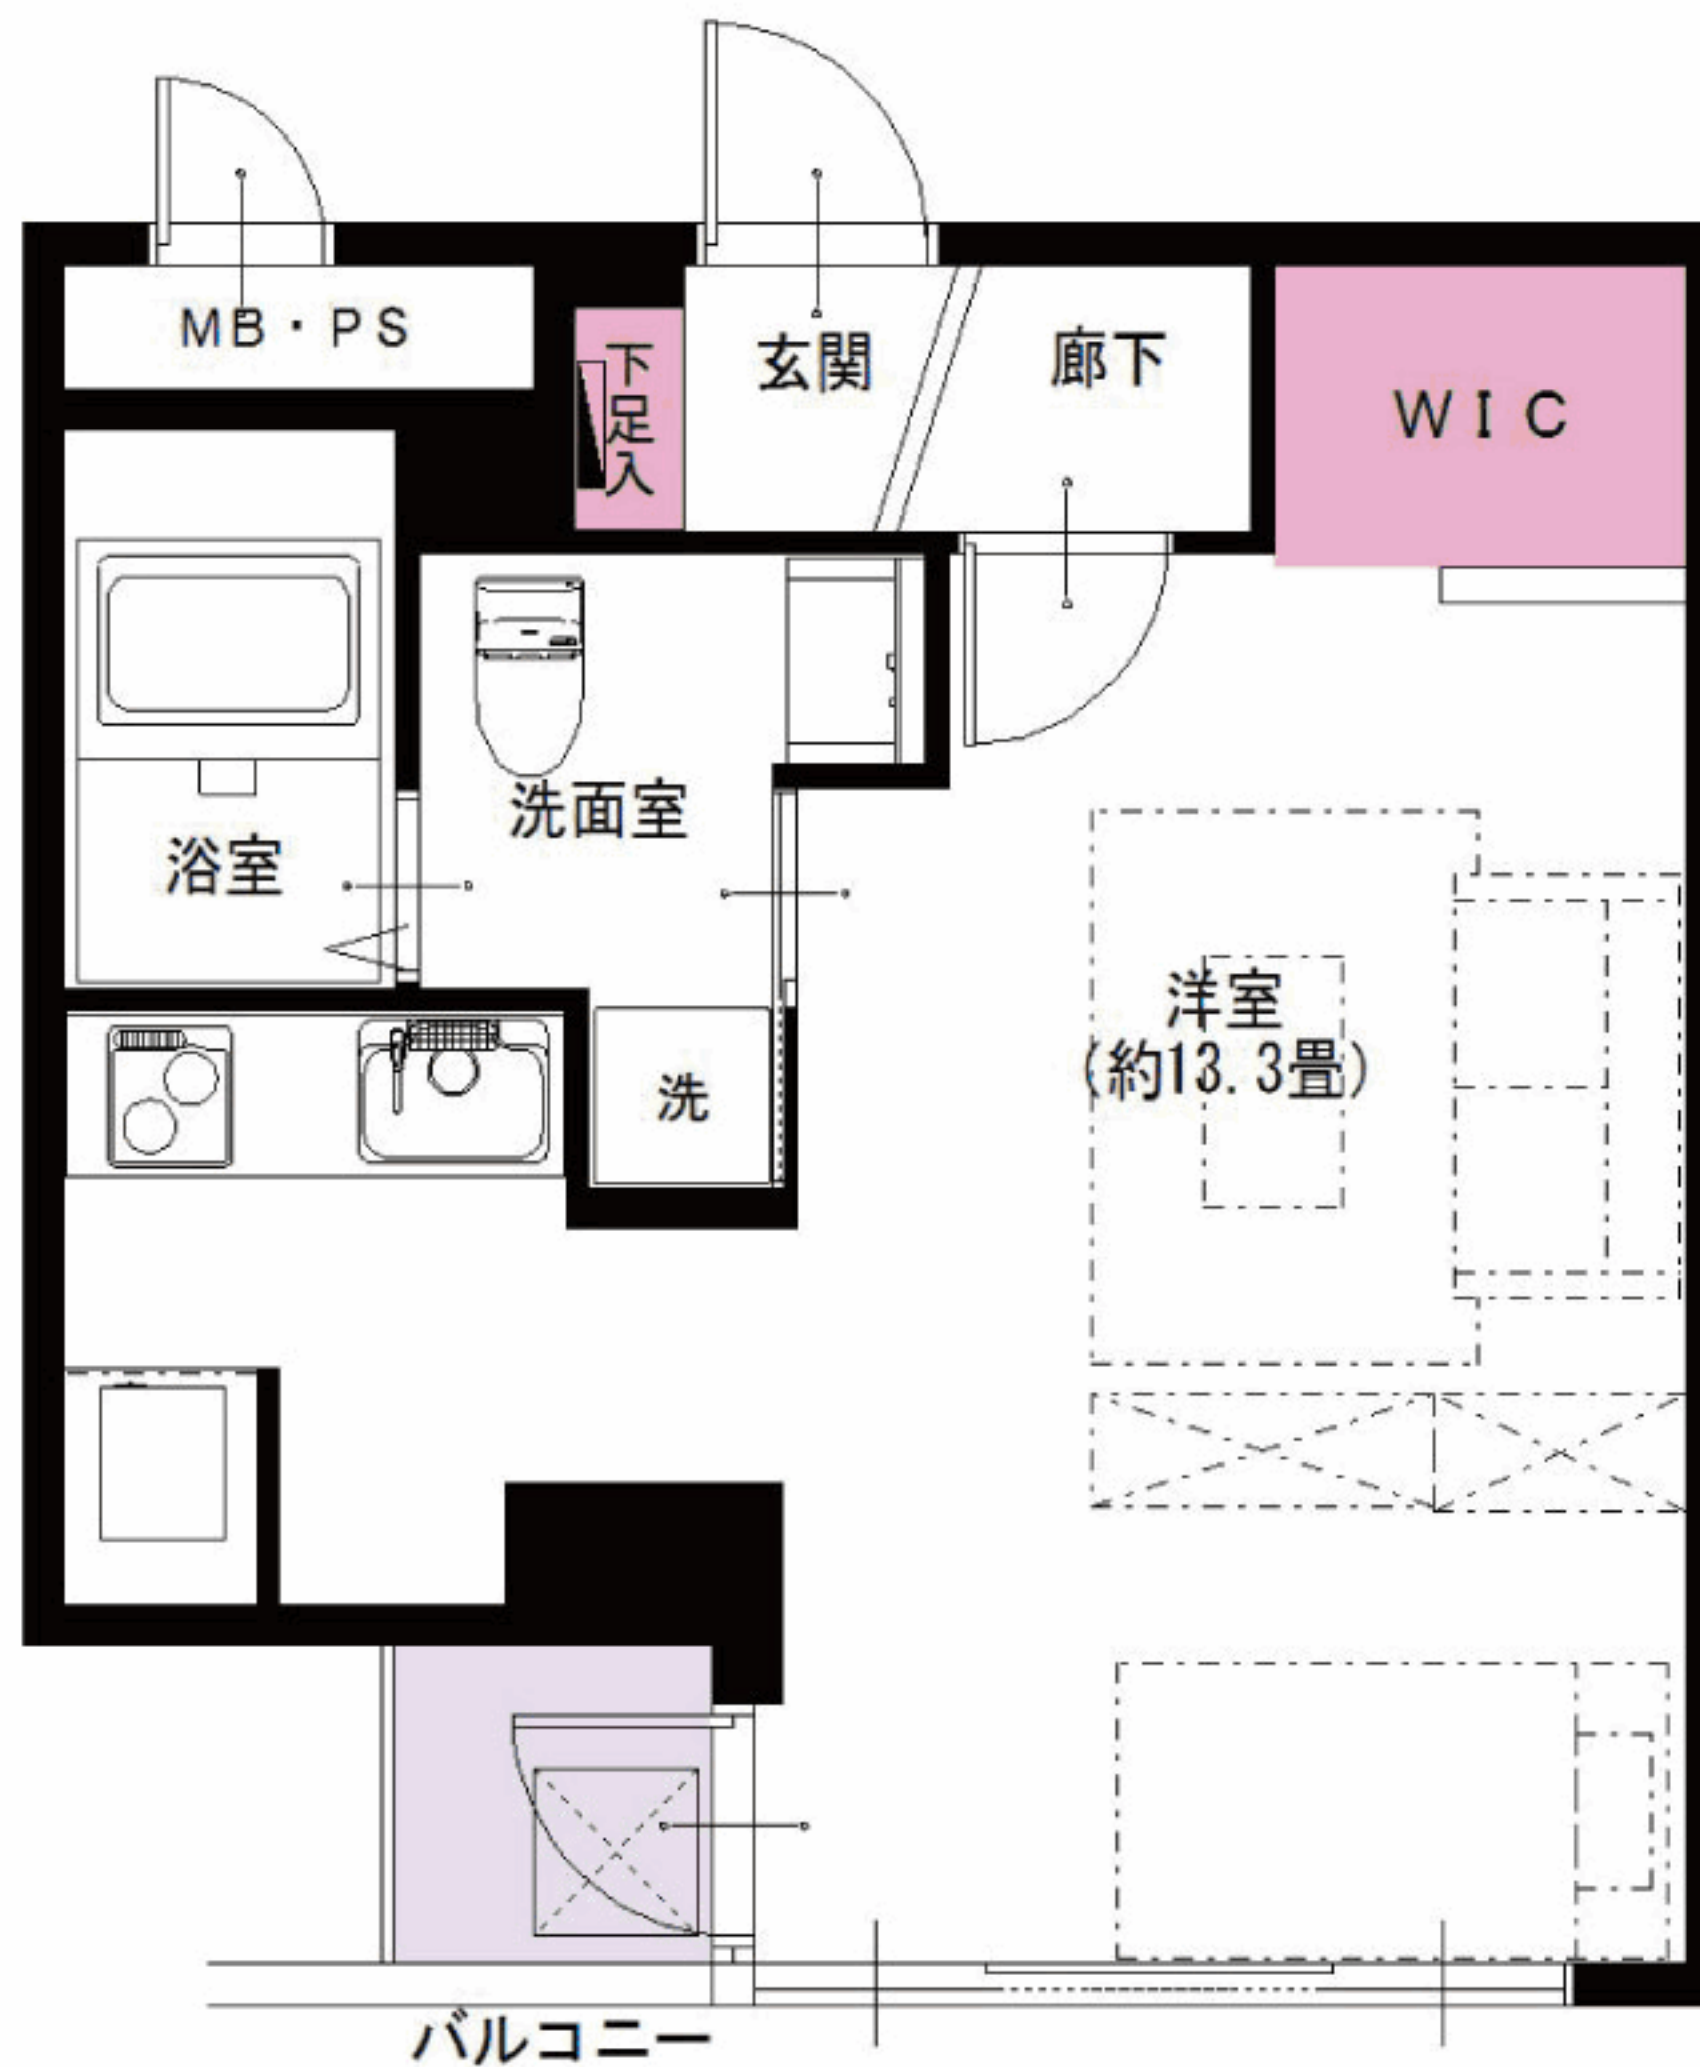 MB・PS
下足入
玄関
廊下
WIC
洗面室
浴室
洋室
(約13.3畳)
洗
バルコニー